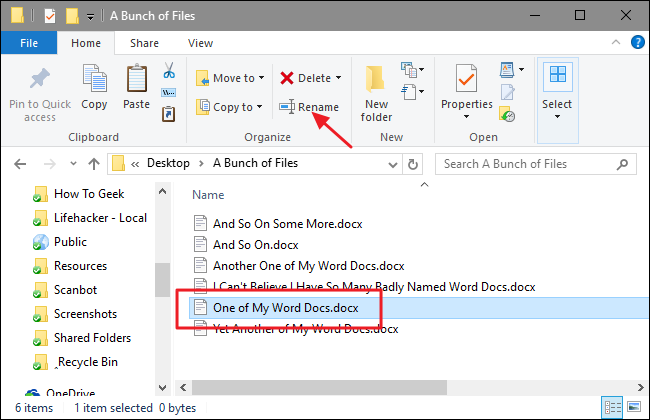 A Bunch of Files
File Home Share View
Pin to Quick access
Copy
Paste
Move to
Copy to
Delete
Rename
New folder
Properties
Select
Clipboard Organize New Open
Desktop A Bunch of Files
Search A Bunch of Files
How To Geek
Lifehacker - Local
Public
Resources
Scanbot
Screenshots
Shared Folders
_Recycle Bin
OneDrive
Name
And So On Some More.docx
And So On.docx
Another One of My Word Docs.docx
I Can't Believe I Have So Many Badly Named Word Docs.docx
One of My Word Docs.docx
Yet Another of My Word Docs.docx
6 items 1 item selected 0 bytes